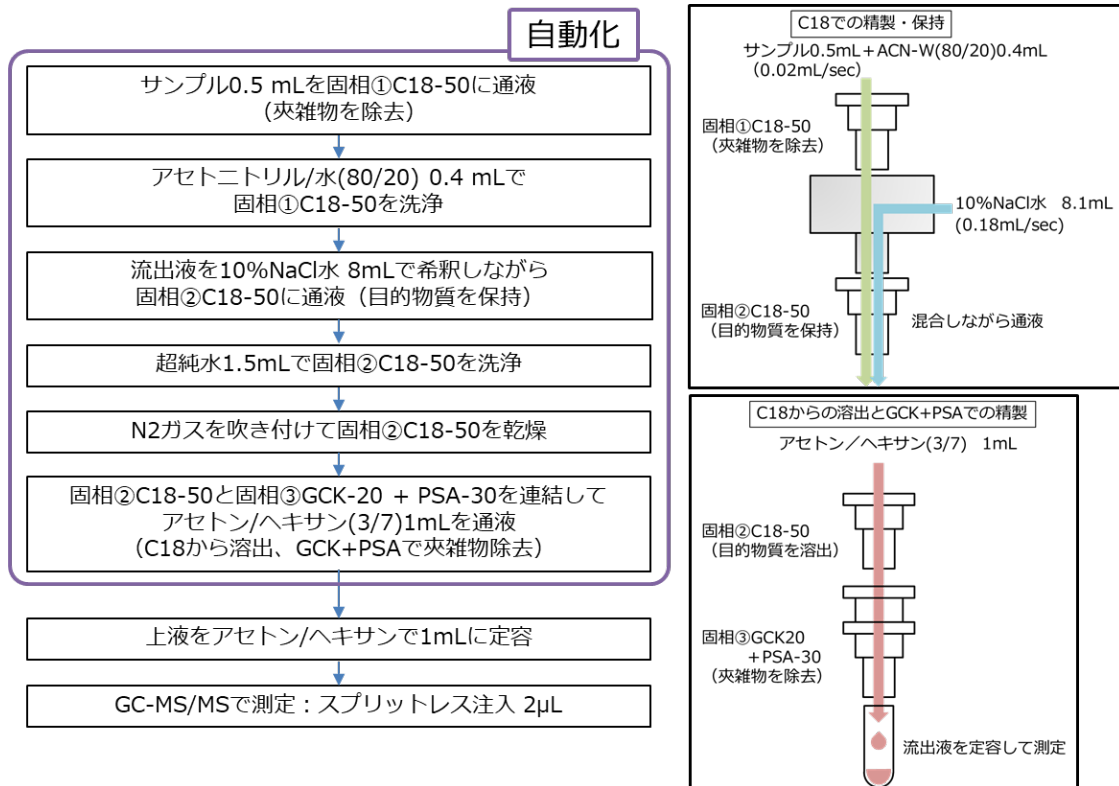 自動化
サンプル0.5 mLを固相①C18-50に通液
(夾雑物を除去)
アセトニトリル/水(80/20) 0.4 mLで
固相①C18-50を洗浄
流出液を10%NaCl水 8mLで希釈しながら
固相②C18-50に通液（目的物質を保持）
超純水1.5mLで固相②C18-50を洗浄
N2ガスを吹き付けて固相②C18-50を乾燥
固相②C18-50と固相③GCK-20 + PSA-30を連結して
アセトン/ヘキサン(3/7)1mLを通液
（C18から溶出、GCK+PSAで夾雑物除去）
上液をアセトン/ヘキサンで1mLに定容
GC-MS/MSで測定：スプリットレス注入 2μL
C18での精製・保持
サンプル0.5mL＋ACN-W(80/20)0.4mL
（0.02mL/sec）
固相①C18-50
（夾雑物を除去）
10%NaCl水 8.1mL
(0.18mL/sec)
固相②C18-50
（目的物質を保持）
混合しながら通液
C18からの溶出とGCK+PSAでの精製
アセトン／ヘキサン(3/7) 1mL
固相②C18-50
（目的物質を溶出）
固相③GCK20
＋PSA-30
（夾雑物を除去）
流出液を定容して測定